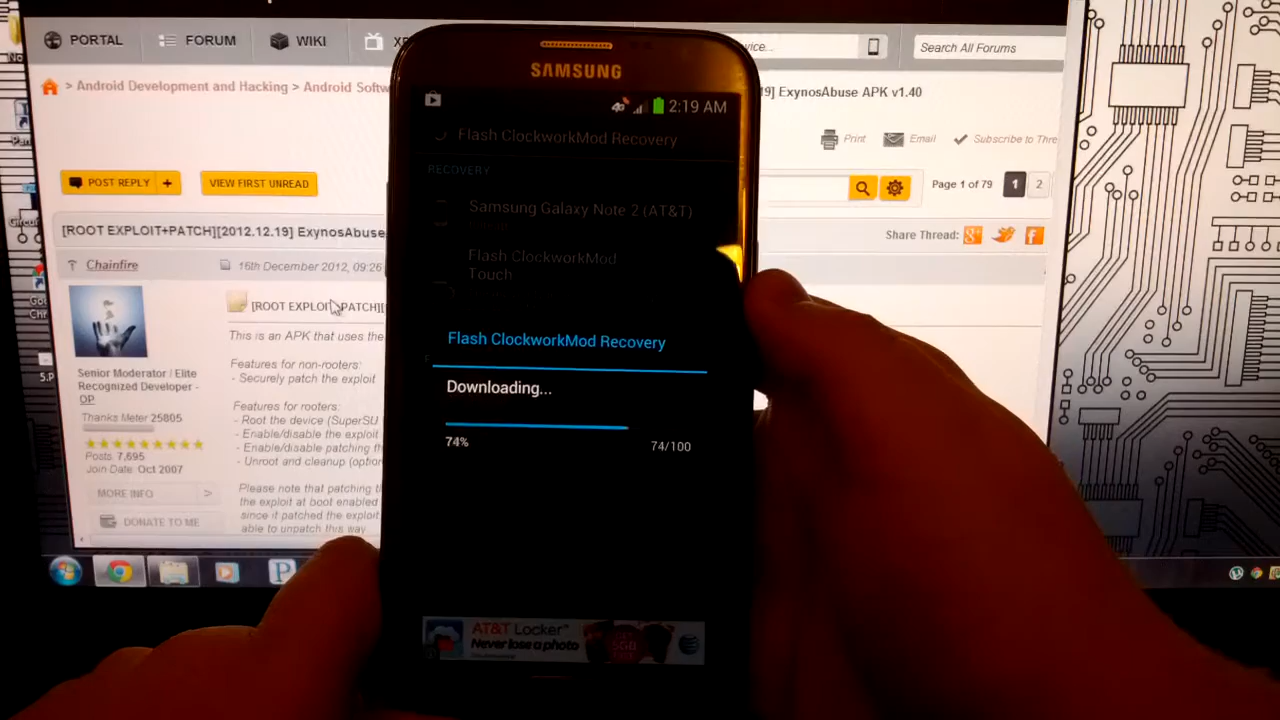 PORTAL
FORUM
WIKI
Search All Forums
> Android Development and Hacking > Android Softw
ExynosAbuse APK v1.40
Print
Email
Subscribe to Thre
POST REPLY +
VIEW FIRST UNREAD
Page 1 of 79
1
2
[ROOT EXPLOIT+PATCH][2012.12.19] ExynosAbuse
Share Thread:
Chainfire
16th December 2012, 09:26
[ROOT EXPLOIT+PATCH][
This is an APK that uses the
Features for non-rooters:
- Securely patch the exploit
Features for rooters:
- Root the device (SuperSU
- Enable/disable the exploit
- Enable/disable patching th
- Unroot and cleanup (option
Please note that patching th
the exploit at boot enabled
since if patched the exploit
able to unpatch this way
Senior Moderator / Elite
Recognized Developer -
OP
Thanks Meter 25805
Posts: 7,695
Join Date: Oct 2007
MORE INFO >
DONATE TO ME
SAMSUNG
4G
2:19 AM
Flash ClockworkMod Recovery
RECOVERY
Samsung Galaxy Note 2 (AT&T)
Flash ClockworkMod
Touch
Flash ClockworkMod Recovery
Downloading...
74%
74/100
AT&T Locker™
Never lose a photo